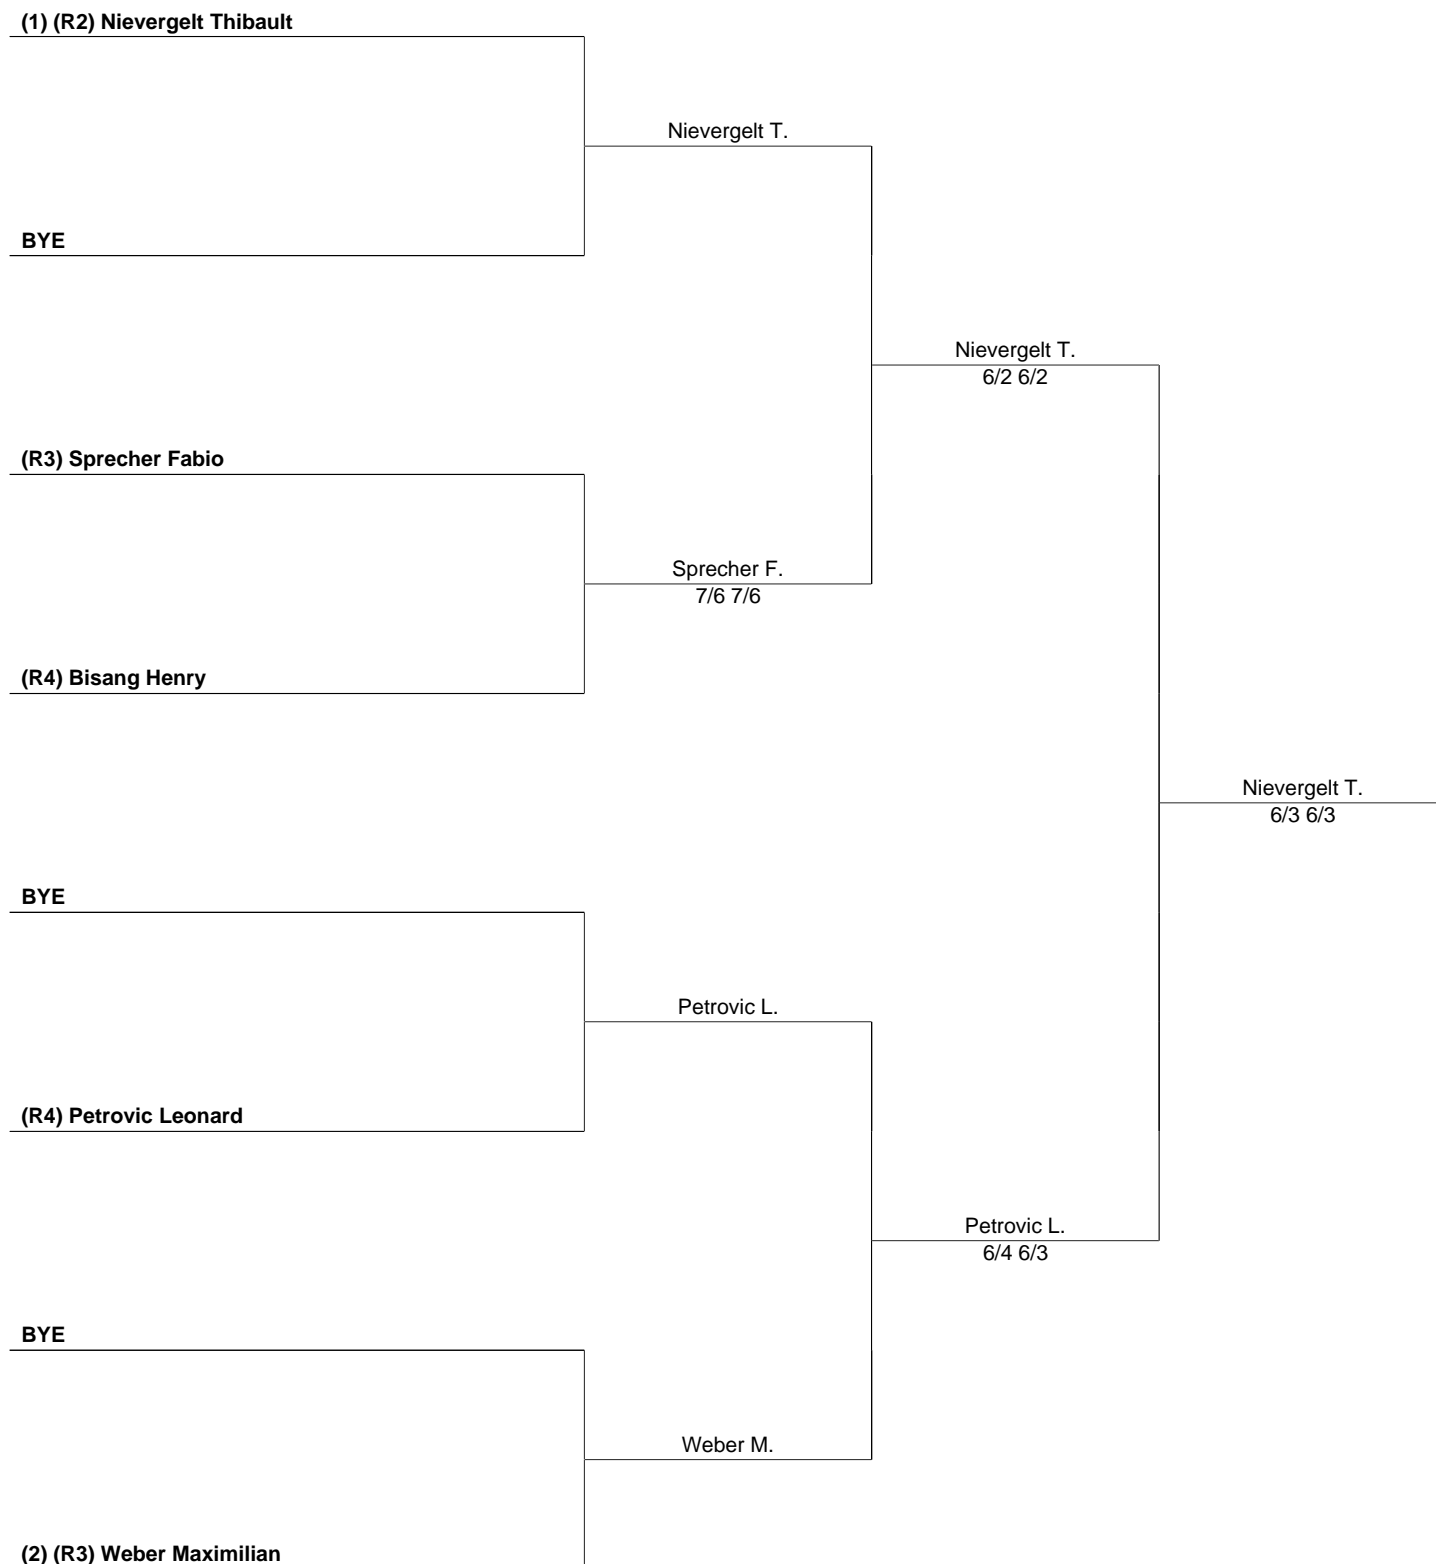 (1) (R2) Nievergelt Thibault
Nievergelt T.
BYE
Nievergelt T.
6/2 6/2
(R3) Sprecher Fabio
Sprecher F.
7/6 7/6
(R4) Bisang Henry
Nievergelt T.
6/3 6/3
BYE
Petrovic L.
(R4) Petrovic Leonard
Petrovic L.
6/4 6/3
BYE
Weber M.
(2) (R3) Weber Maximilian